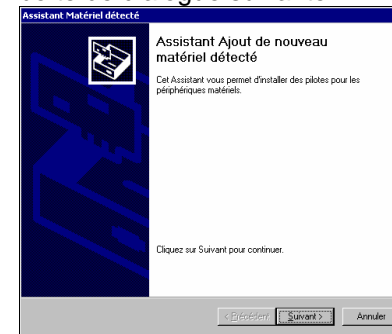 Assistant Matériel détecté
Assistant Ajout de nouveau
matériel détecté
Cet Assistant vous permet d'installer des pilotes pour les
périphériques matériels.
Cliquez sur Suivant pour continuer.
< Précédent Suivant > Annuler